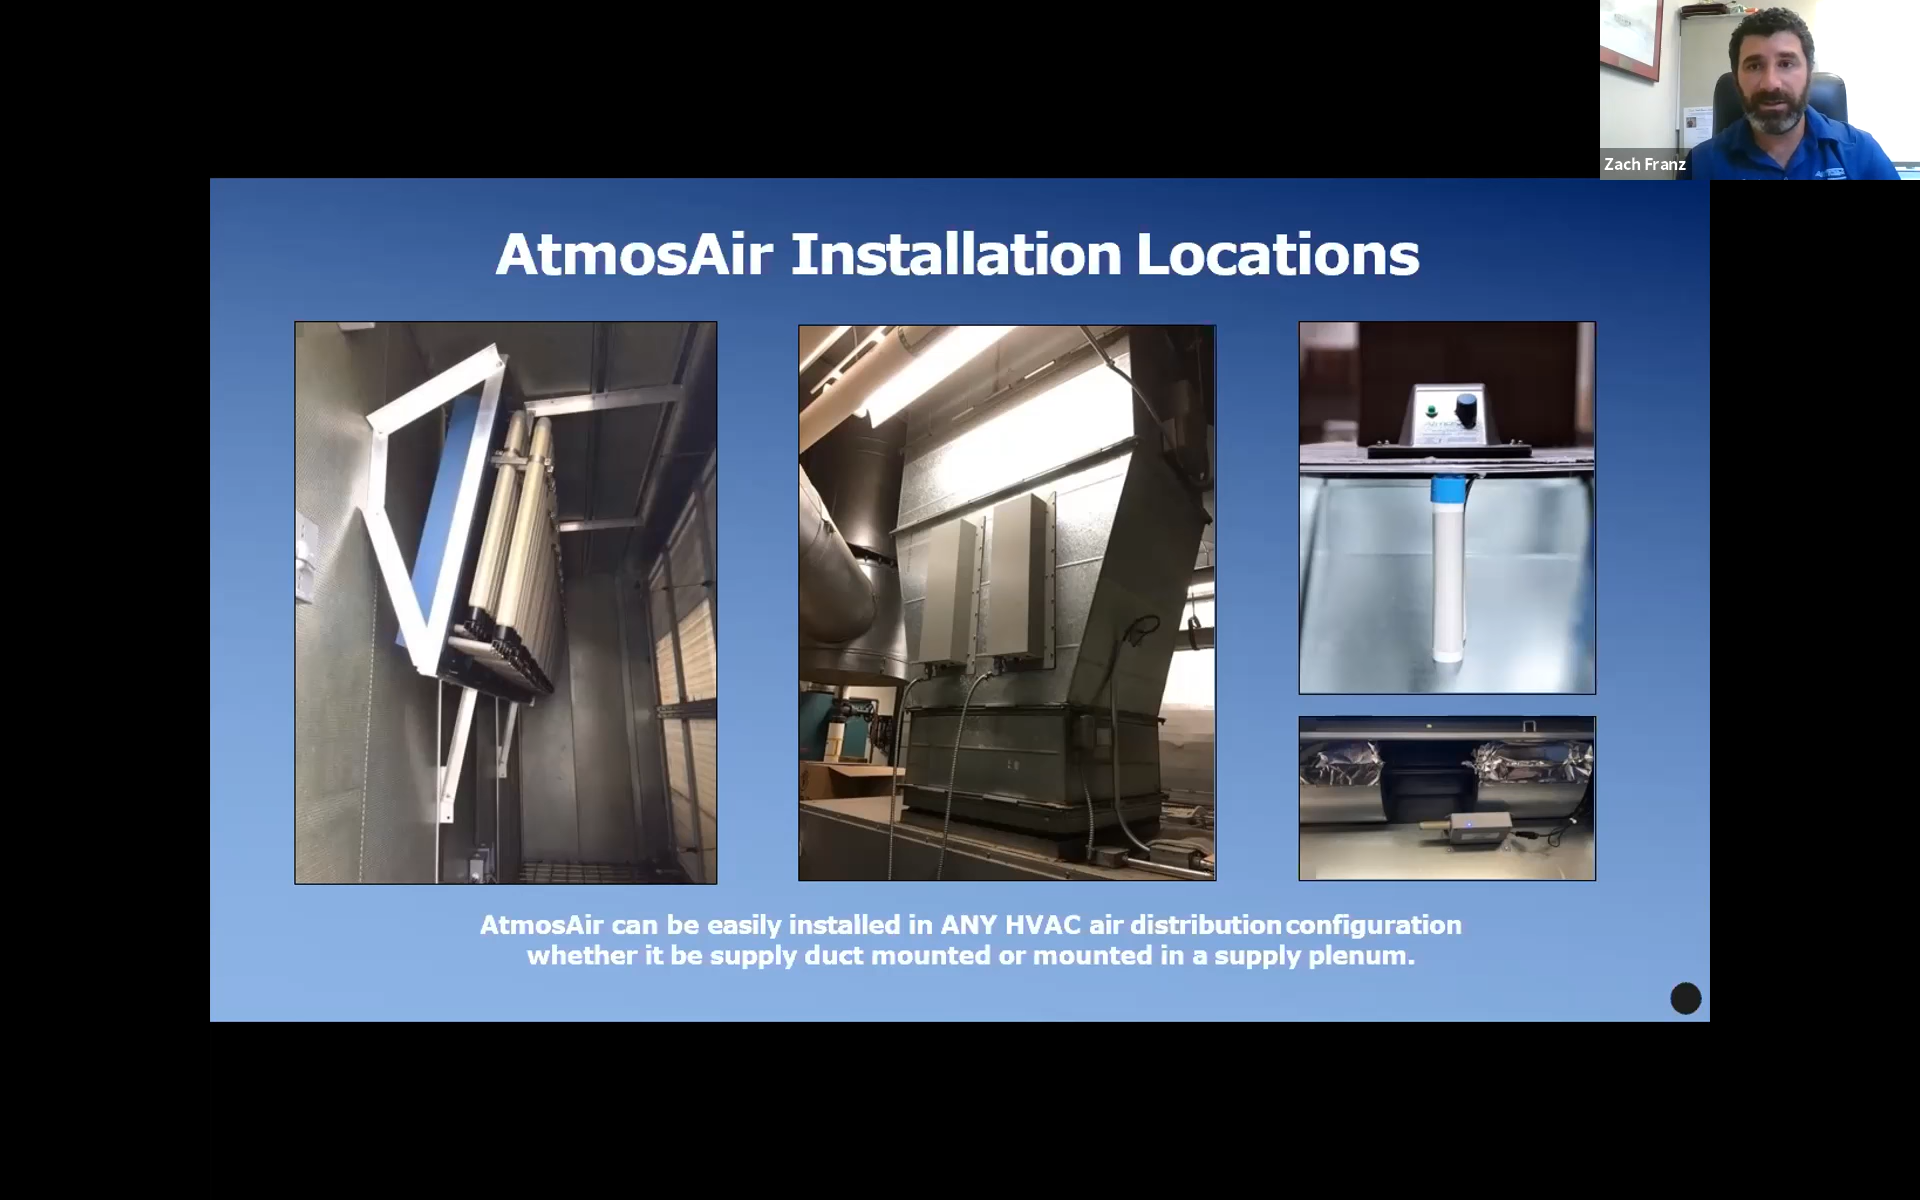 Zach Franz
AtmosAir Installation Locations
AtmosAir can be easily installed in ANY HVAC air distribution configuration
whether it be supply duct mounted or mounted in a supply plenum.